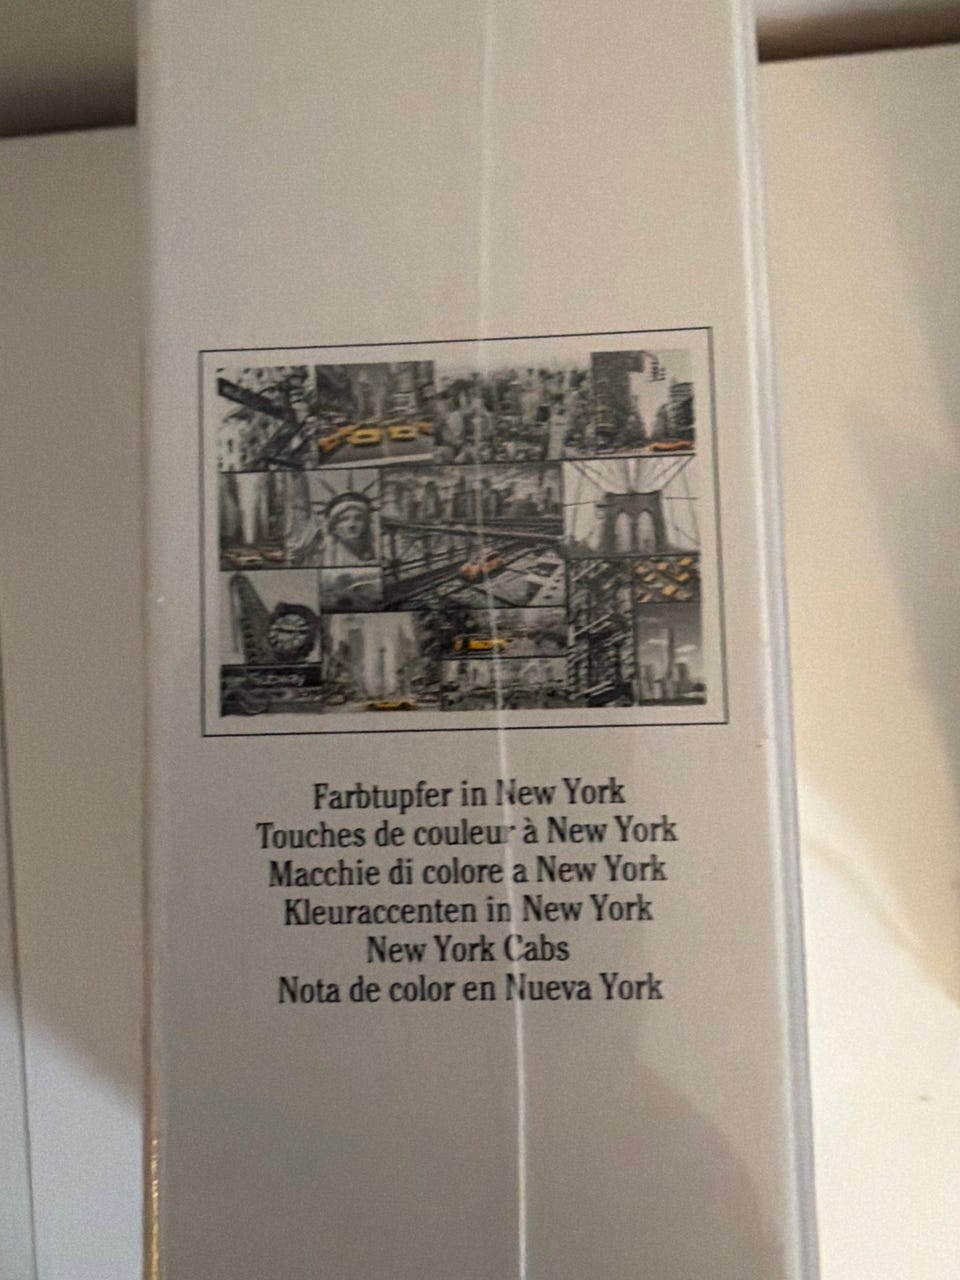 Subway
Farbtupfer in New York
Touches de couleur à New York
Macchie di colore a New York
Kleuraccenten in New York
New York Cabs
Nota de color en Nueva York